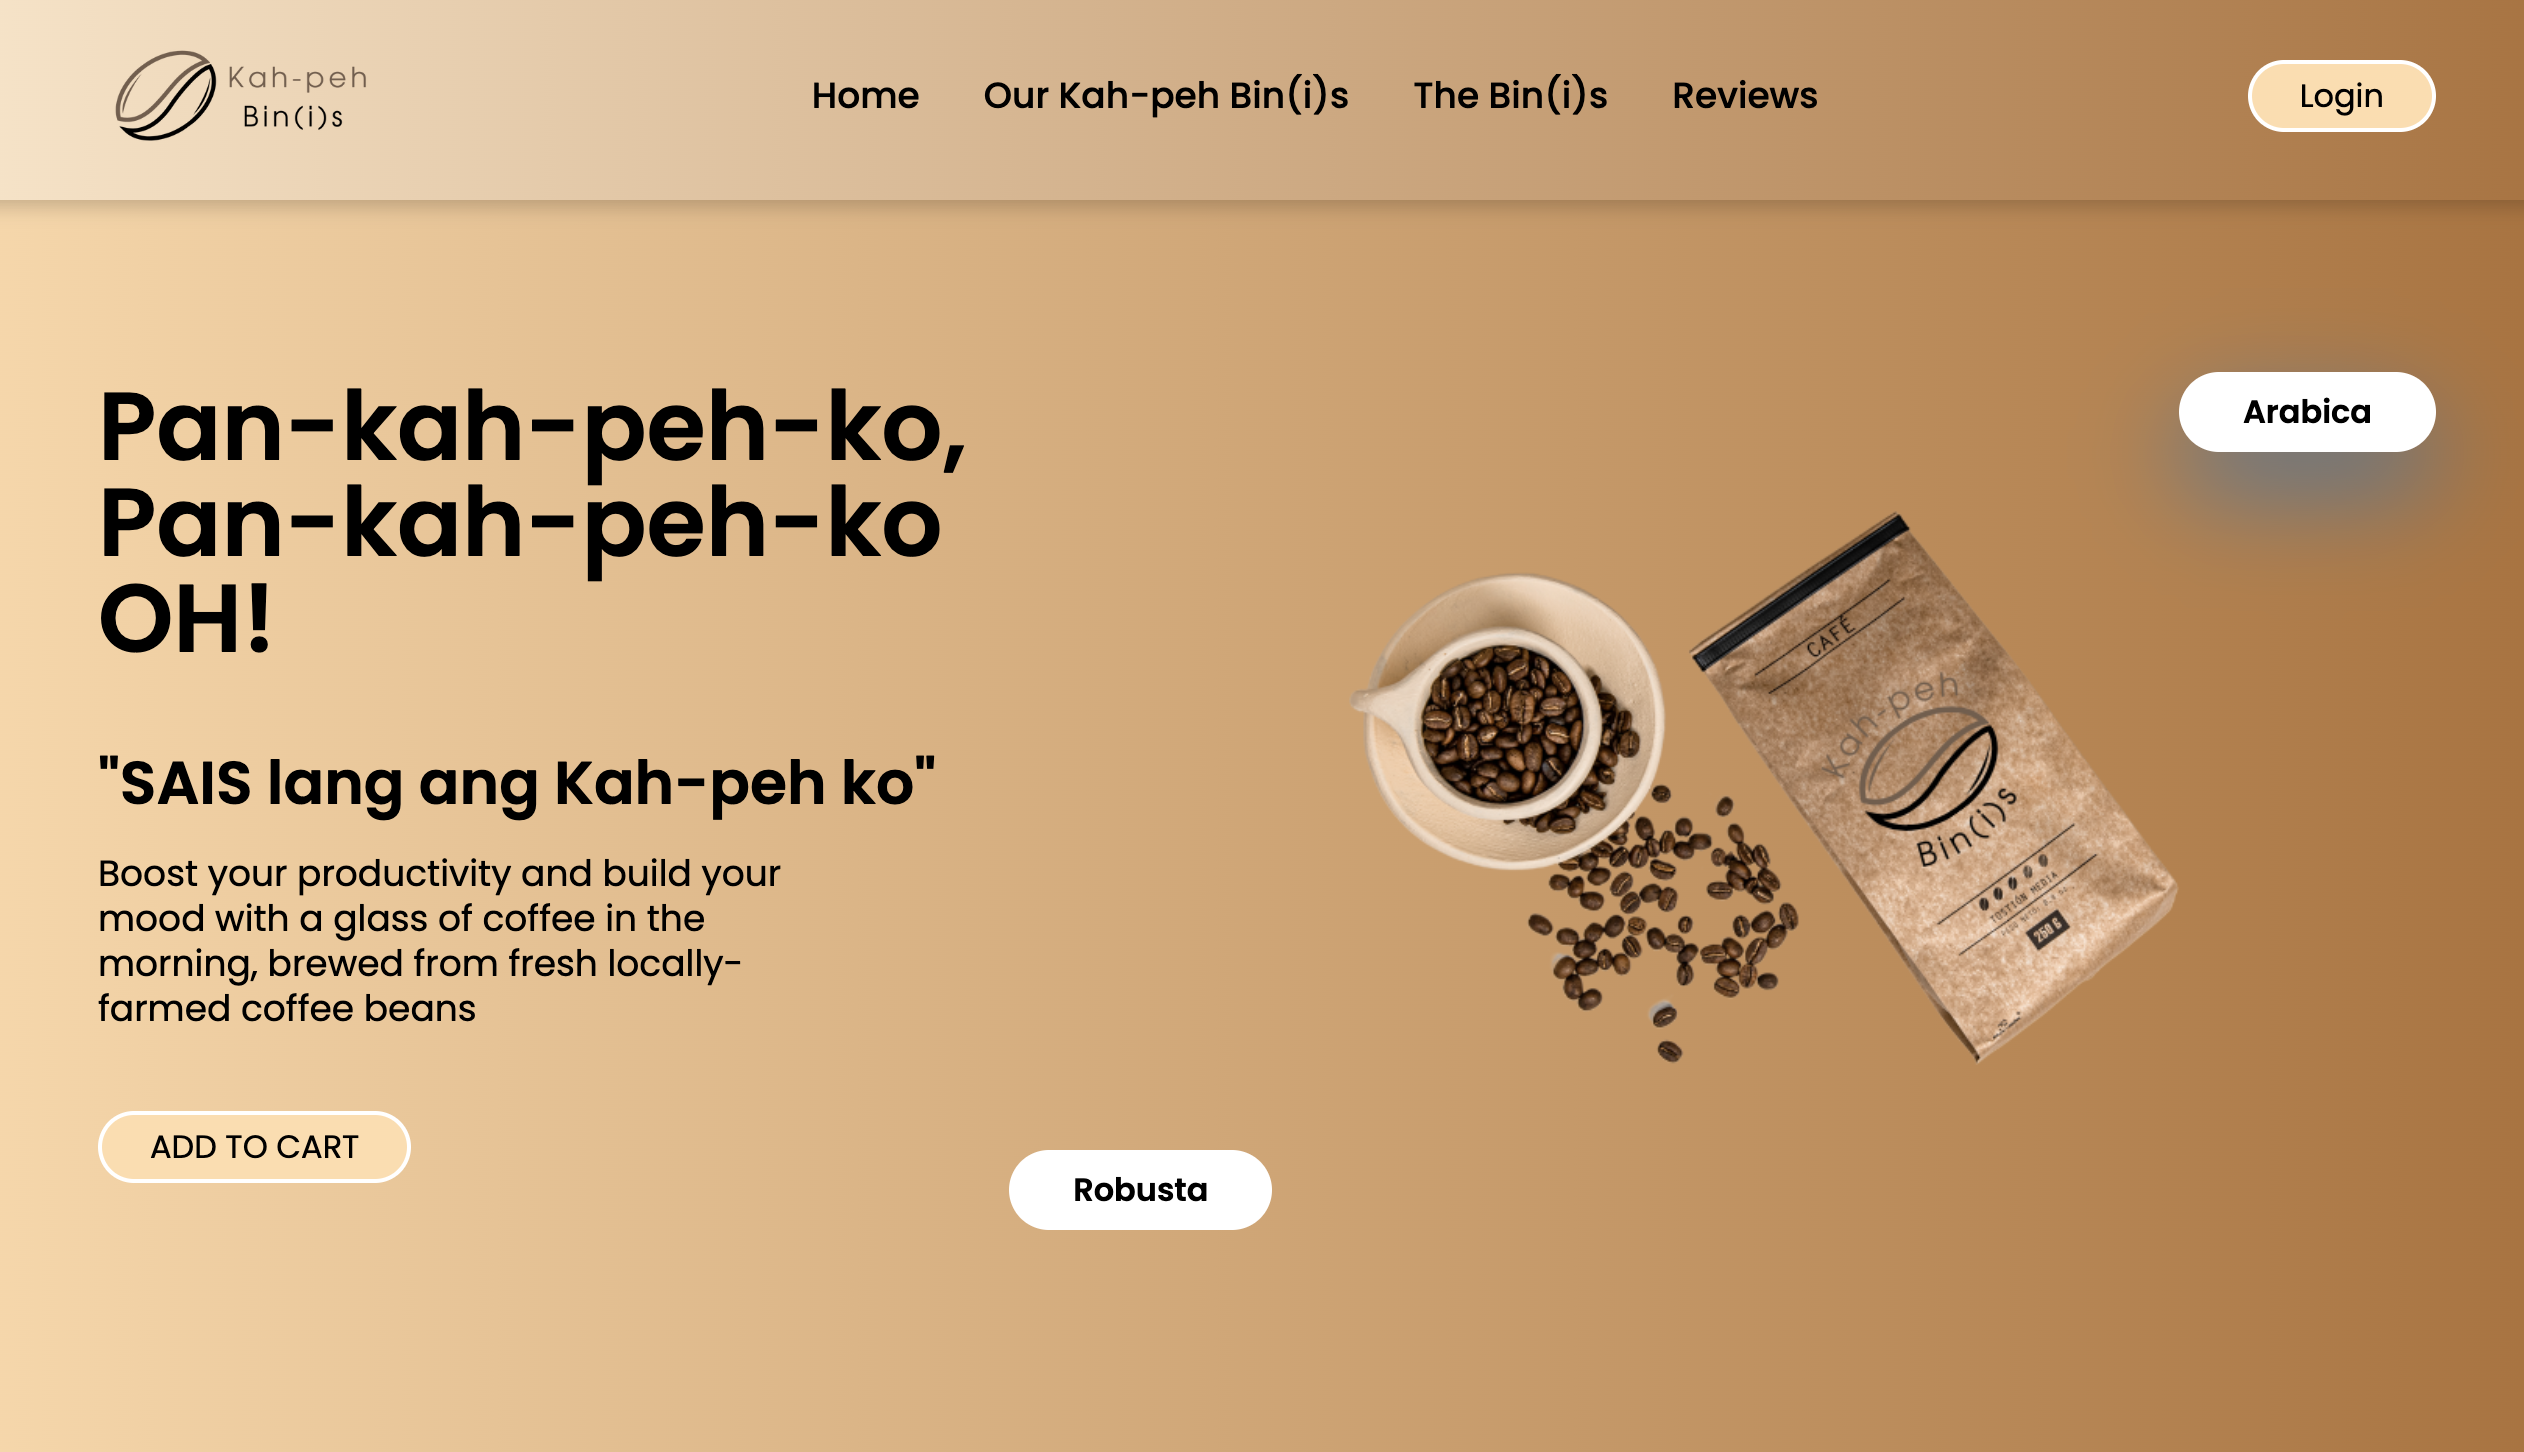 Kah-peh
Bin(i)s
Home
Our Kah-peh Bin(i)s
The Bin(i)s
Reviews
Login
Pan-kah-peh-ko,
Pan-kah-peh-ko
OH!
"SAIS lang ang Kah-peh ko"
Boost your productivity and build your
mood with a glass of coffee in the
morning, brewed from fresh locally-
farmed coffee beans
ADD TO CART
Arabica
CAFÉ
Kah-peh
Bin(i)s
TOSTIÓN MEDIA
250 G
Robusta